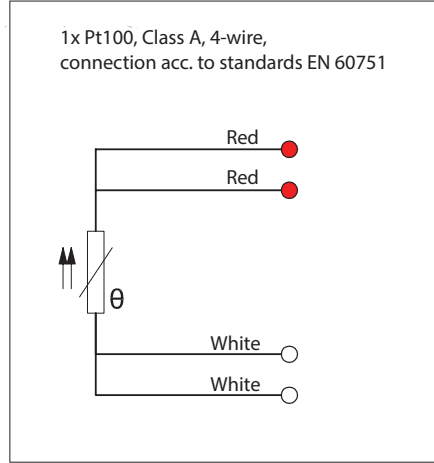 1x Pt100, Class A, 4-wire,
connection acc. to standards EN 60751
Red
Red
θ
White
White